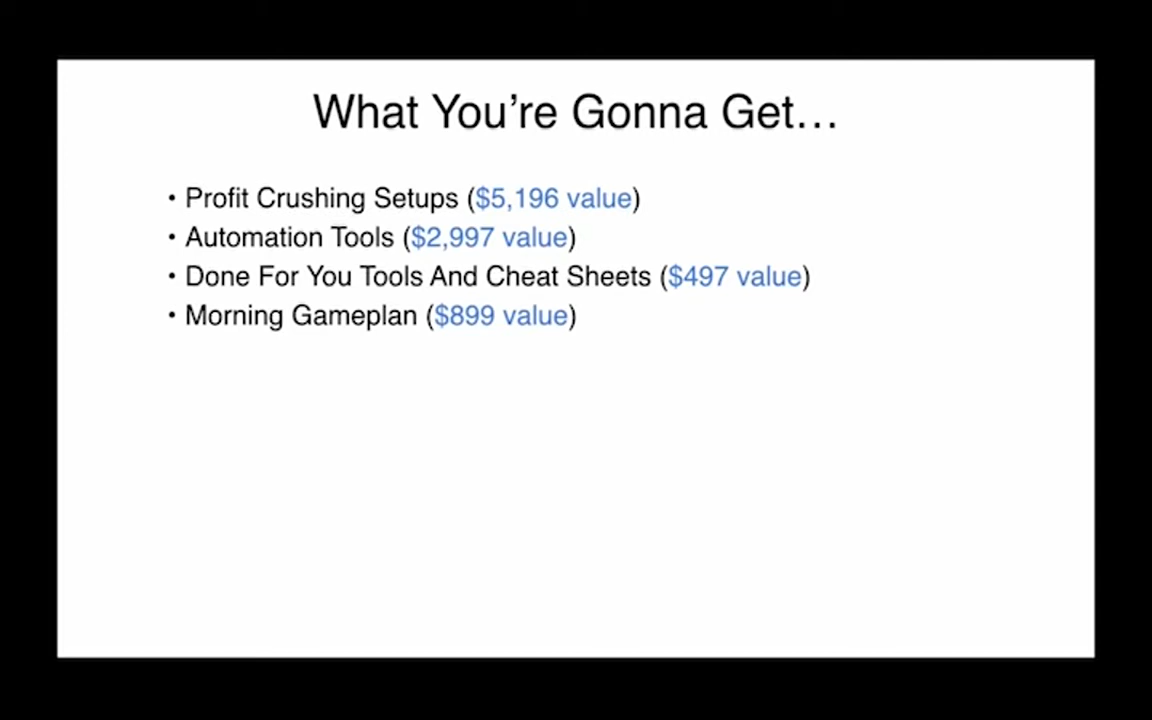 What You’re Gonna Get…
• Profit Crushing Setups ($5,196 value)
• Automation Tools ($2,997 value)
• Done For You Tools And Cheat Sheets ($497 value)
• Morning Gameplan ($899 value)